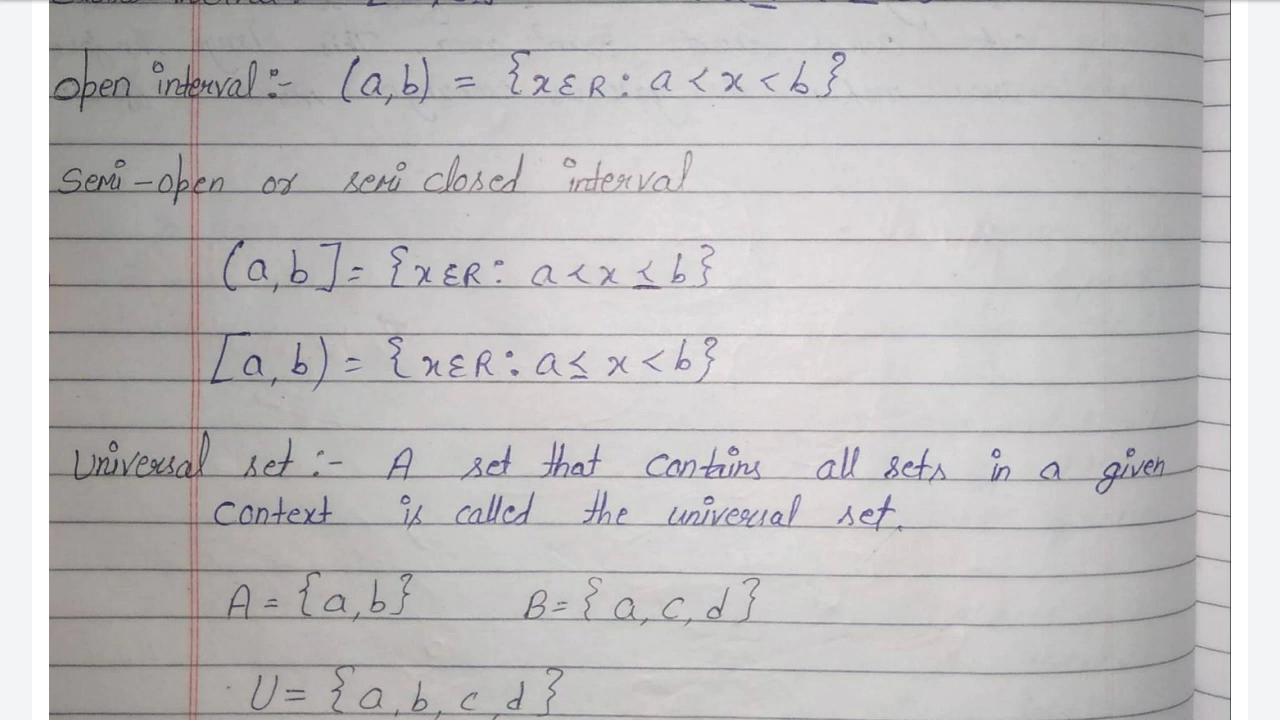 Open interval :- (a,b) = {x ε R : a < x < b}
Semi-open or semi closed interval
(a,b] = {x ε R : a < x ≤ b}
[a,b) = {x ε R : a ≤ x < b}
Universal set :- A set that contains all sets in a given
context is called the universal set.
A = {a,b} B = {a,c,d}
U = {a,b,c,d}